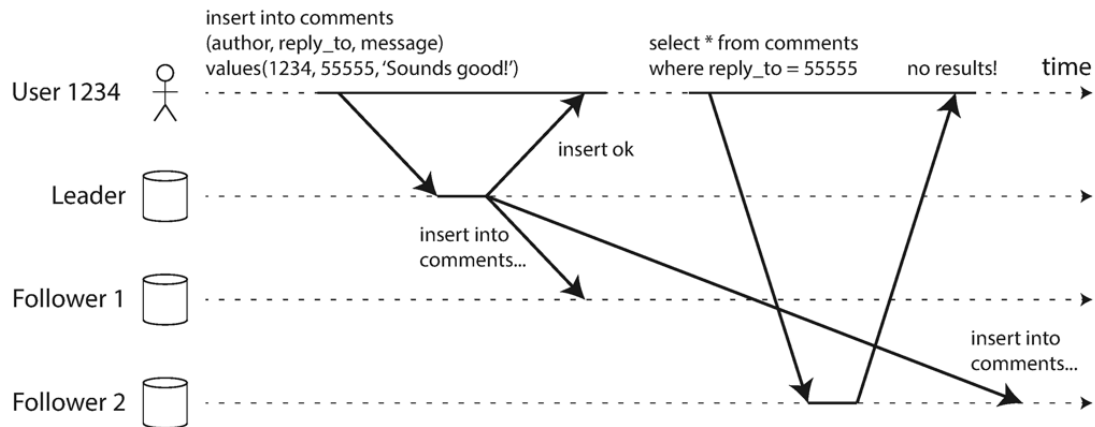 insert into comments
(author, reply_to, message)
values(1234, 55555, ‘Sounds good!’)
select * from comments
where reply_to = 55555
no results!
time
User 1234
insert ok
Leader
insert into
comments...
Follower 1
insert into
comments...
Follower 2